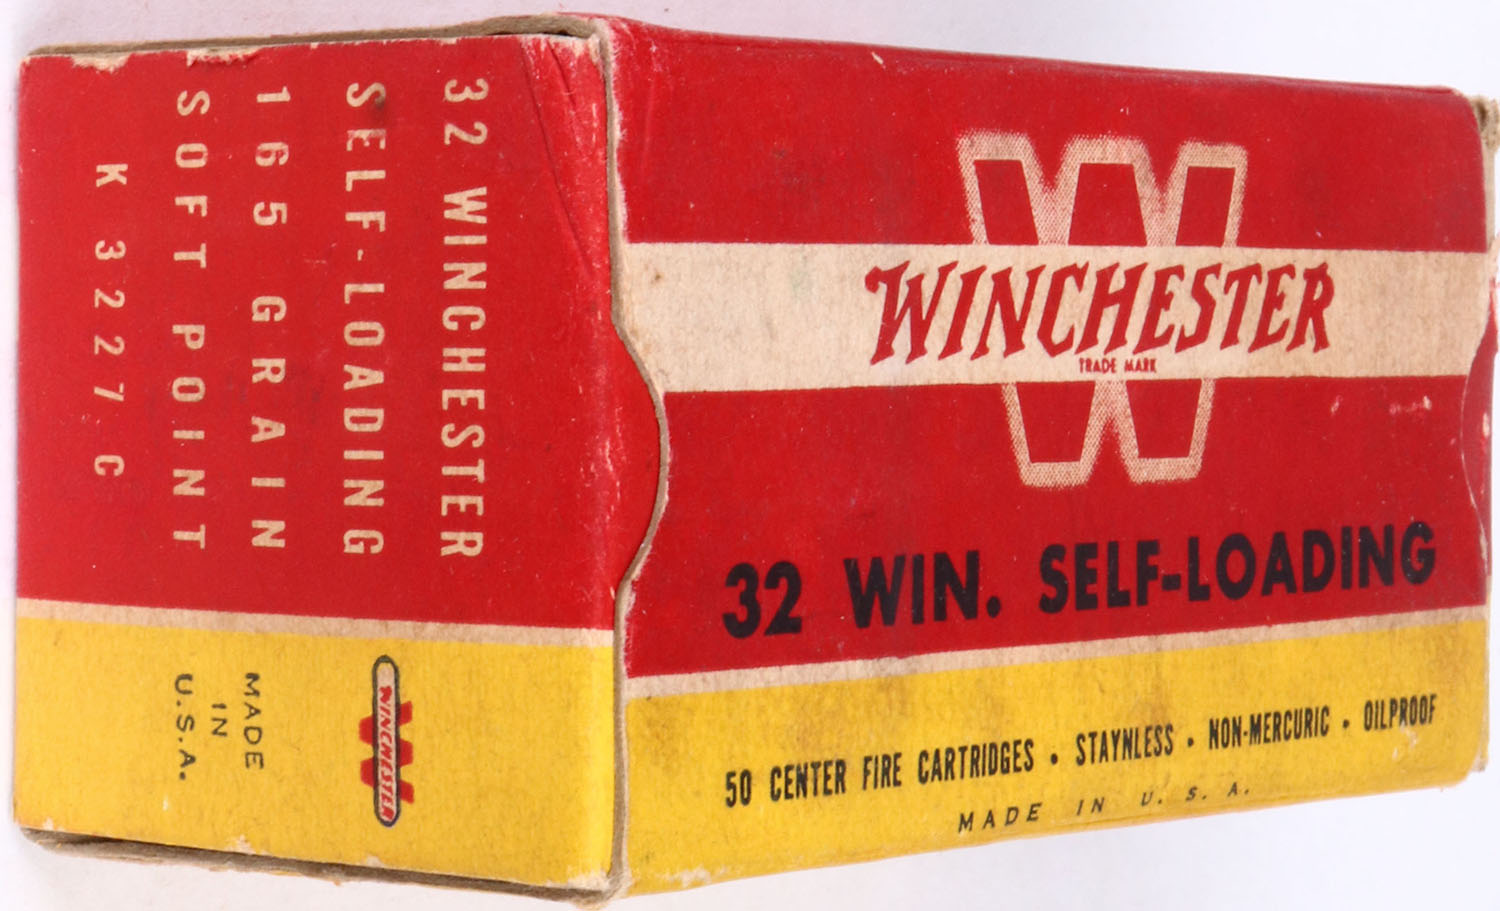 32 WINCHESTER
SELF-LOADING
165 GRAIN
SOFT POINT
K 3227 C
WINCHESTER
MADE
IN
U.S.A.
W
WINCHESTER
TRADE MARK
32 WIN. SELF-LOADING
50 CENTER FIRE CARTRIDGES • STAYNLESS • NON-MERCURIC • OILPROOF
MADE IN U. S. A.